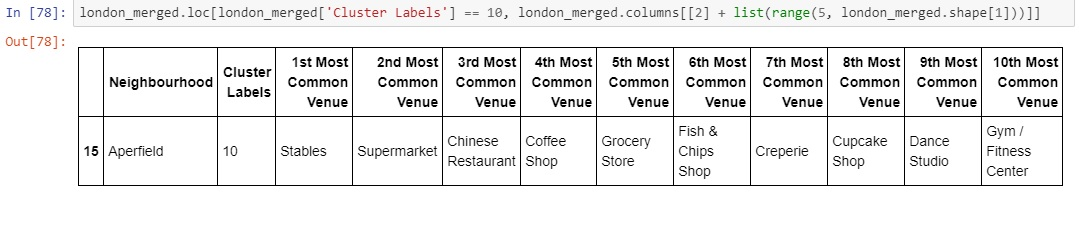 In [78]: london_merged.loc[london_merged['Cluster Labels'] == 10, london_merged.columns[[2] + list(range(5, london_merged.shape[1]))]]
Out[78]:
Neighbourhood Cluster Labels 1st Most Common Venue 2nd Most Common Venue 3rd Most Common Venue 4th Most Common Venue 5th Most Common Venue 6th Most Common Venue 7th Most Common Venue 8th Most Common Venue 9th Most Common Venue 10th Most Common Venue
15 Aperfield 10 Stables Supermarket Chinese Restaurant Coffee Shop Grocery Store Fish & Chips Shop Creperie Cupcake Shop Dance Studio Gym / Fitness Center